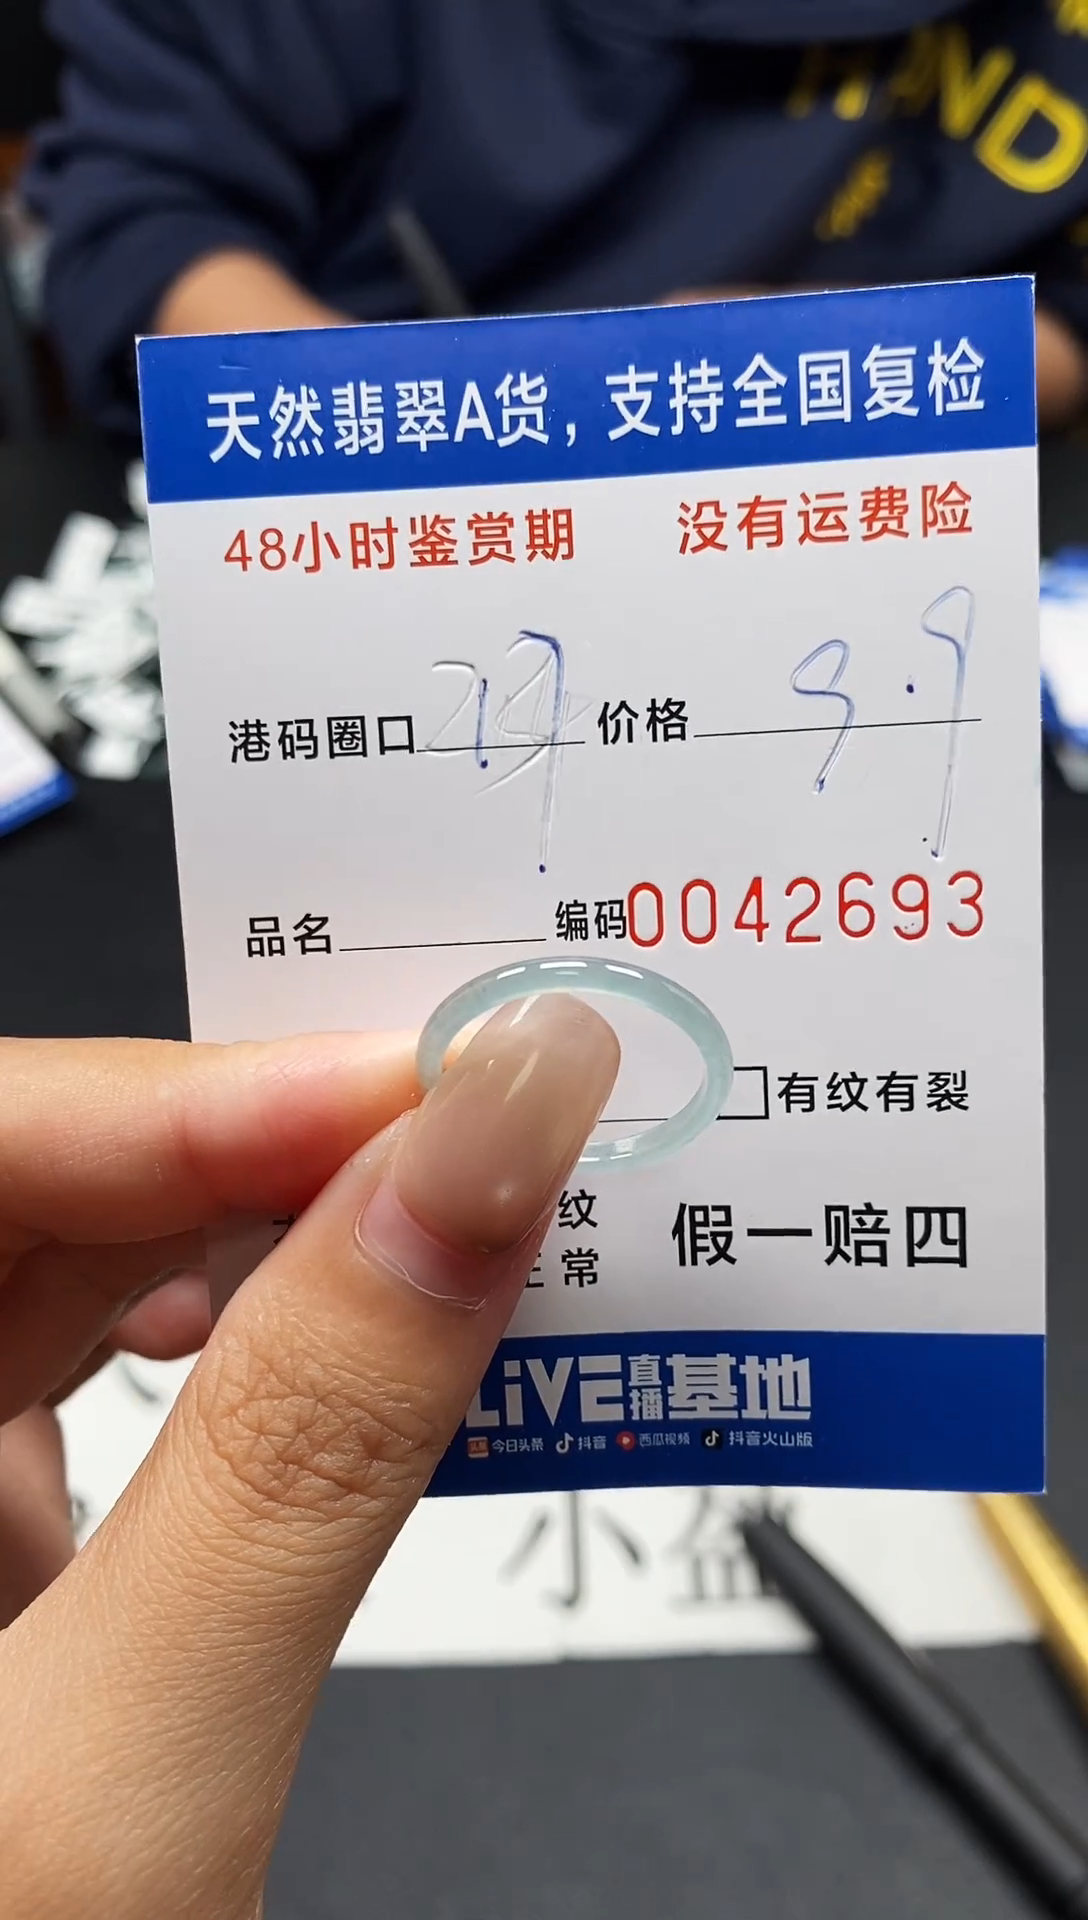 HAND
天然翡翠A货，支持全国复检
48小时鉴赏期 没有运费险
港码圈口 价格 9.9
品名 编码0042693
有纹有裂
纹 假一赔四
常
LiVE直播基地
今日头条 抖音 西瓜视频 抖音火山版
小